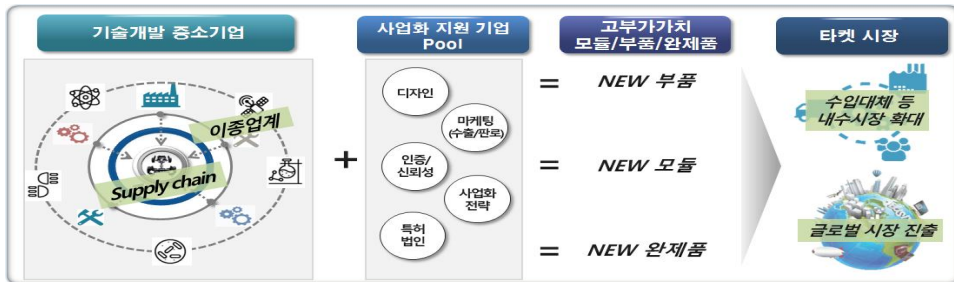 기술개발 중소기업
이종업계
Supply chain
+
사업화 지원 기업
Pool
디자인
마케팅
(수출/판로)
인증/
신뢰성
사업화
전략
특허
법인
고부가가치
모듈/부품/완제품
= NEW 부품
= NEW 모듈
= NEW 완제품
타켓 시장
수입대체 등
내수시장 확대
글로벌 시장 진출